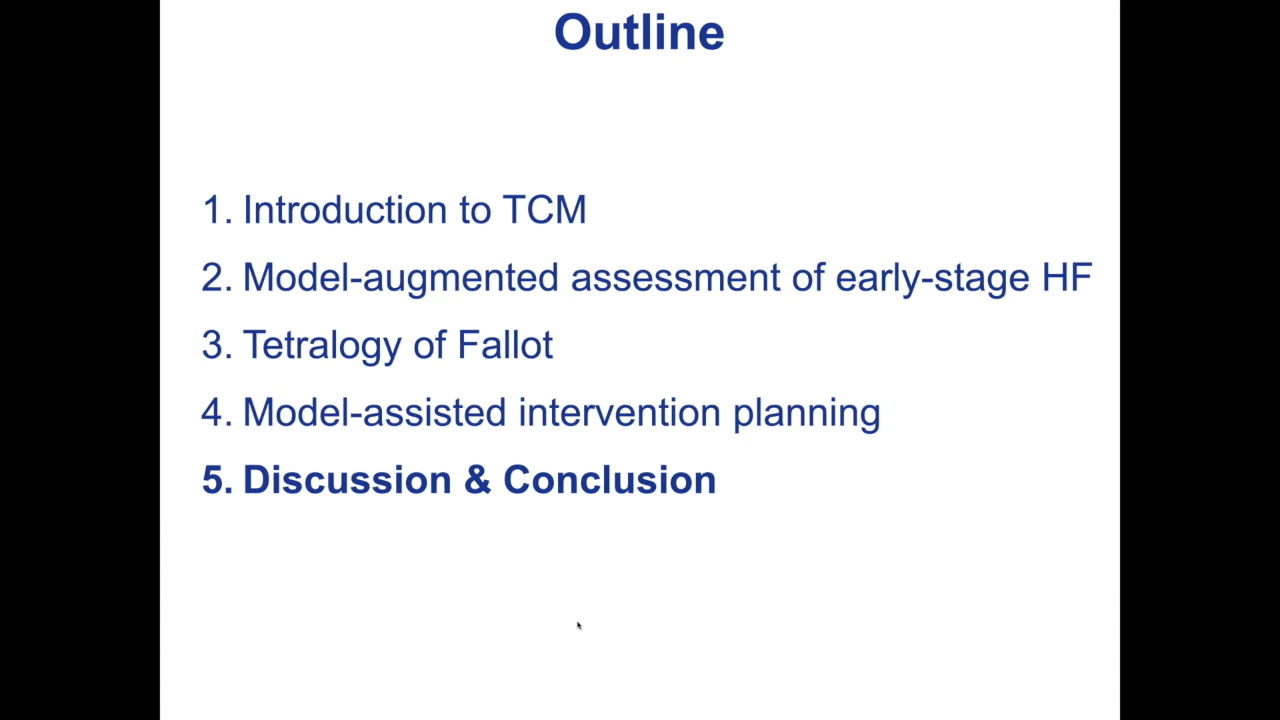 Outline
1. Introduction to TCM
2. Model-augmented assessment of early-stage HF
3. Tetralogy of Fallot
4. Model-assisted intervention planning
5. Discussion & Conclusion